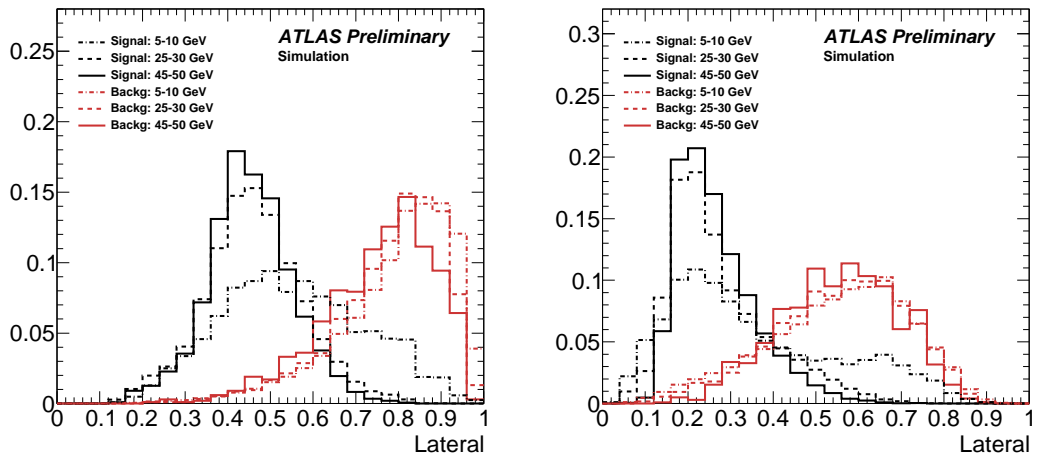 ATLAS Preliminary
Simulation
Signal: 5-10 GeV
Signal: 25-30 GeV
Signal: 45-50 GeV
Backg: 5-10 GeV
Backg: 25-30 GeV
Backg: 45-50 GeV
0.25
0.2
0.15
0.1
0.05
0
0 0.1 0.2 0.3 0.4 0.5 0.6 0.7 0.8 0.9 1
Lateral
ATLAS Preliminary
Simulation
Signal: 5-10 GeV
Signal: 25-30 GeV
Signal: 45-50 GeV
Backg: 5-10 GeV
Backg: 25-30 GeV
Backg: 45-50 GeV
0.3
0.25
0.2
0.15
0.1
0.05
0
0 0.1 0.2 0.3 0.4 0.5 0.6 0.7 0.8 0.9 1
Lateral